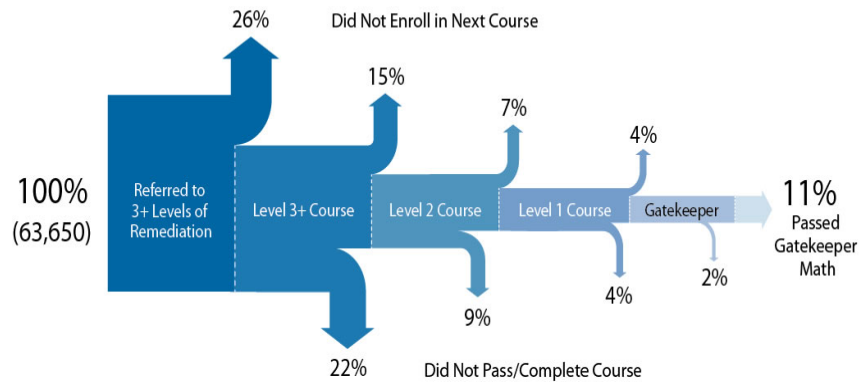 26%
Did Not Enroll in Next Course
15%
7%
4%
100%
(63,650)
Referred to
3+ Levels of
Remediation
Level 3+ Course
Level 2 Course
Level 1 Course
Gatekeeper
11%
Passed
Gatekeeper
Math
22%
9%
4%
2%
Did Not Pass/Complete Course